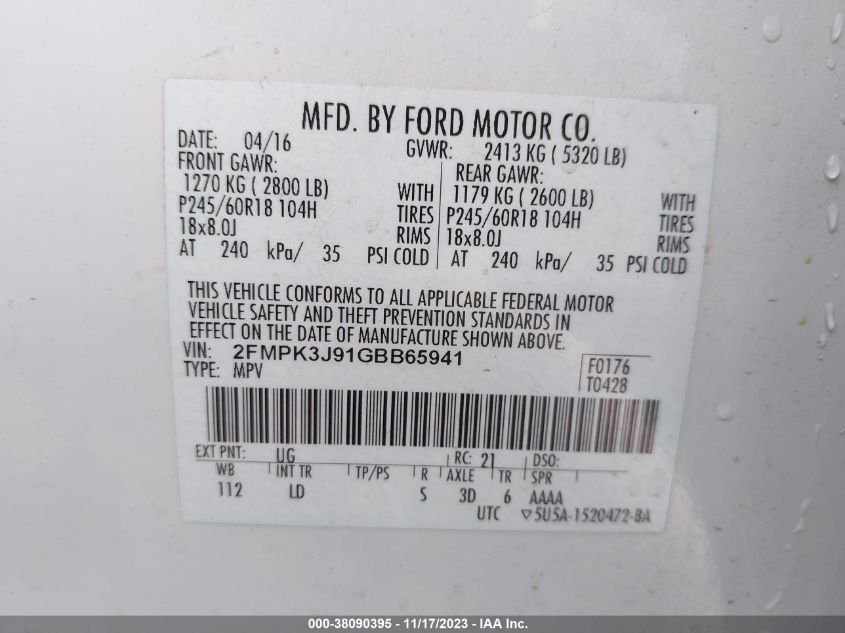 MFD. BY FORD MOTOR CO.
DATE: 04/16 GVWR: 2413 KG ( 5320 LB)
FRONT GAWR: REAR GAWR:
1270 KG ( 2800 LB) WITH 1179 KG ( 2600 LB) WITH
P245/60R18 104H TIRES P245/60R18 104H TIRES
18x8.0J RIMS 18x8.0J RIMS
AT 240 kPa/ 35 PSI COLD AT 240 kPa/ 35 PSI COLD
THIS VEHICLE CONFORMS TO ALL APPLICABLE FEDERAL MOTOR
VEHICLE SAFETY AND THEFT PREVENTION STANDARDS IN
EFFECT ON THE DATE OF MANUFACTURE SHOWN ABOVE.
VIN: 2FMPK3J91GBB65941 F0176
TYPE: MPV T0428
EXT PNT: UG RC: 21 DSO:
WB INT TR TP/PS R AXLE TR SPR
112 LD S 3D 6 AAAA
UTC ▽5U5A-1520472-BA
000-38090395 - 11/17/2023 - IAA Inc.